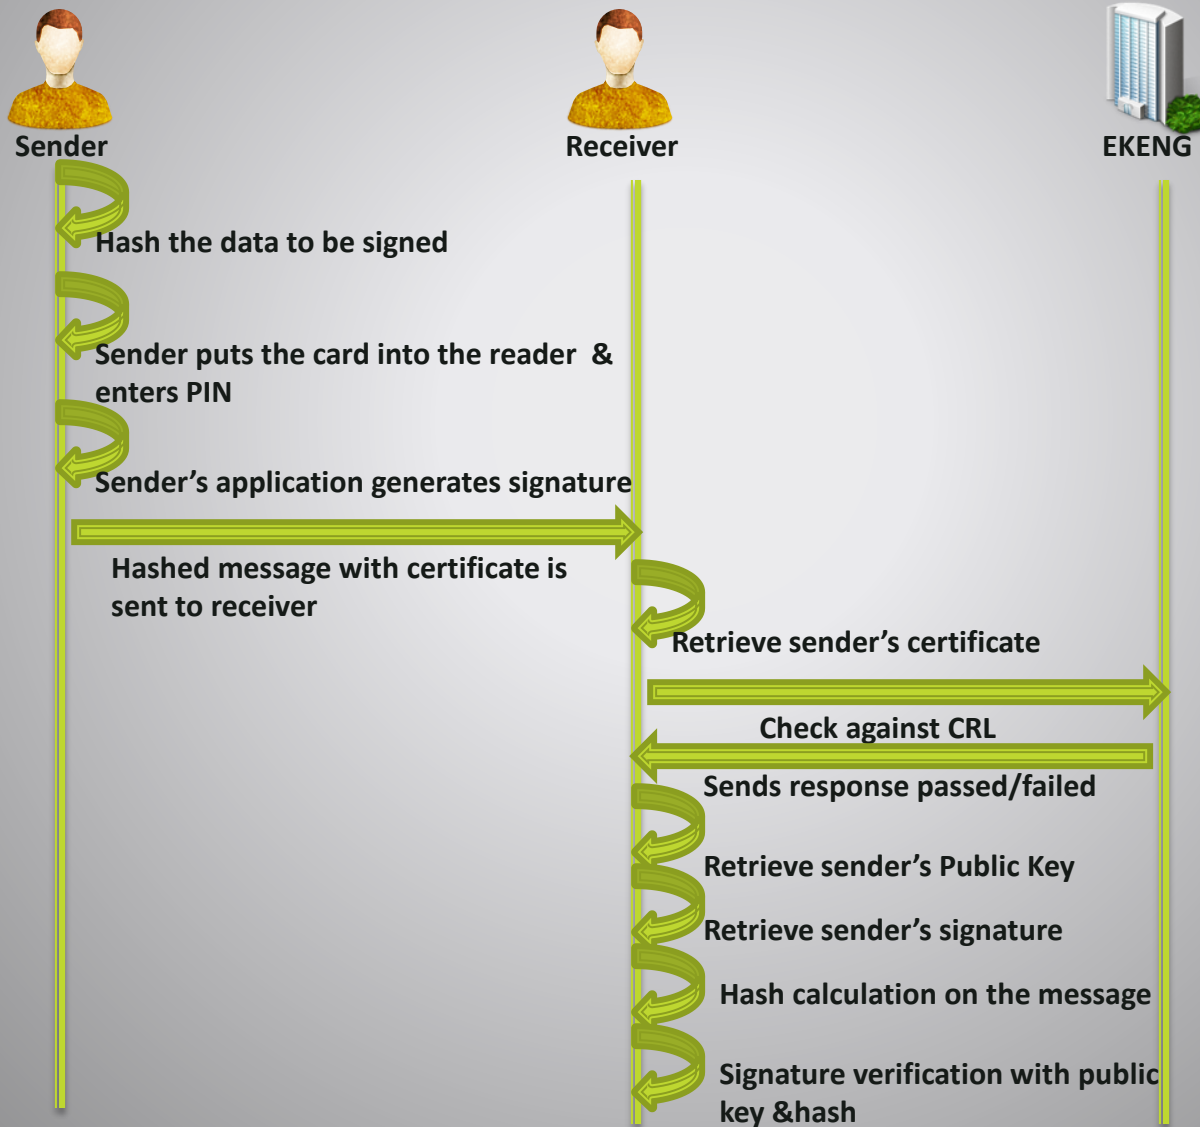 Sender
Receiver
EKENG
Hash the data to be signed
Sender puts the card into the reader &
enters PIN
Sender’s application generates signature
Hashed message with certificate is
sent to receiver
Retrieve sender’s certificate
Check against CRL
Sends response passed/failed
Retrieve sender’s Public Key
Retrieve sender’s signature
Hash calculation on the message
Signature verification with public
key &hash